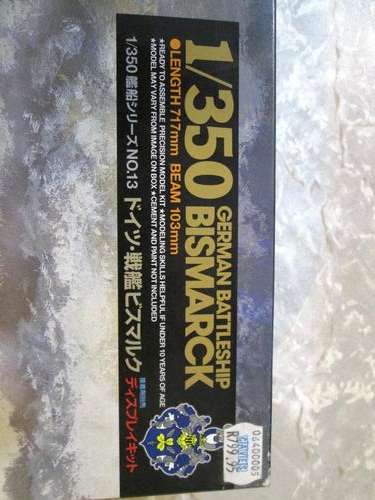 1/350 GERMAN BATTLESHIP
BISMARCK
●LENGTH 717mm BEAM 103mm
★READY TO ASSEMBLE PRECISION MODEL KIT ★MODELING SKILLS HELPFUL IF UNDER 10 YEARS OF AGE
★MODEL MAY VARY FROM IMAGE ON BOX ★CEMENT AND PAINT NOT INCLUDED
1/350 艦船シリーズ NO.13 ドイツ・戦艦 ビスマルク
ディスプレイキット
R799.95